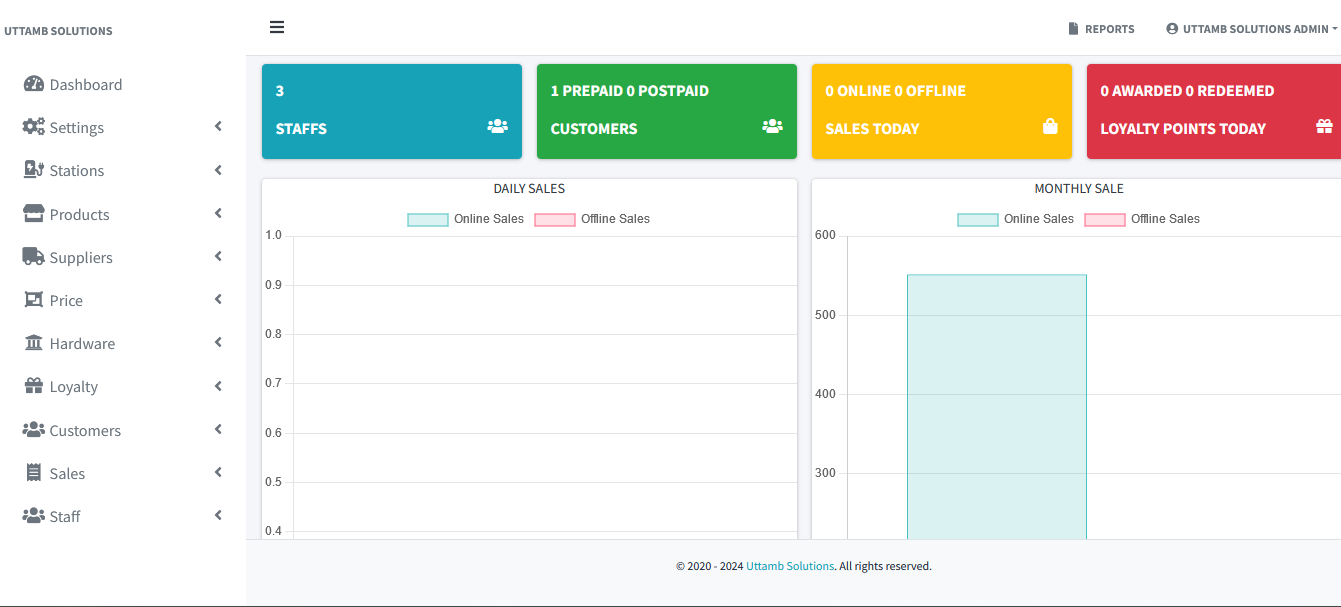 UTTAMB SOLUTIONS
REPORTS
UTTAMB SOLUTIONS ADMIN
Dashboard
Settings
Stations
Products
Suppliers
Price
Hardware
Loyalty
Customers
Sales
Staff
3
STAFFS
1 PREPAID 0 POSTPAID
CUSTOMERS
0 ONLINE 0 OFFLINE
SALES TODAY
0 AWARDED 0 REDEEMED
LOYALTY POINTS TODAY
DAILY SALES
Online Sales
Offline Sales
1.0
0.9
0.8
0.7
0.6
0.5
0.4
MONTHLY SALE
Online Sales
Offline Sales
600
500
400
300
© 2020 - 2024 Uttamb Solutions. All rights reserved.